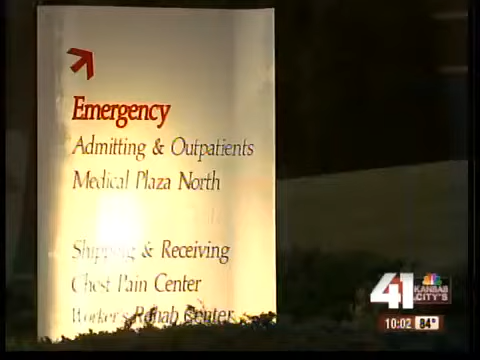 Emergency
Admitting & Outpatients
Medical Plaza North
Shipping & Receiving
Chest Pain Center
Worker's Rehab Center
41 KANSAS
CITY'S
10:02 84°